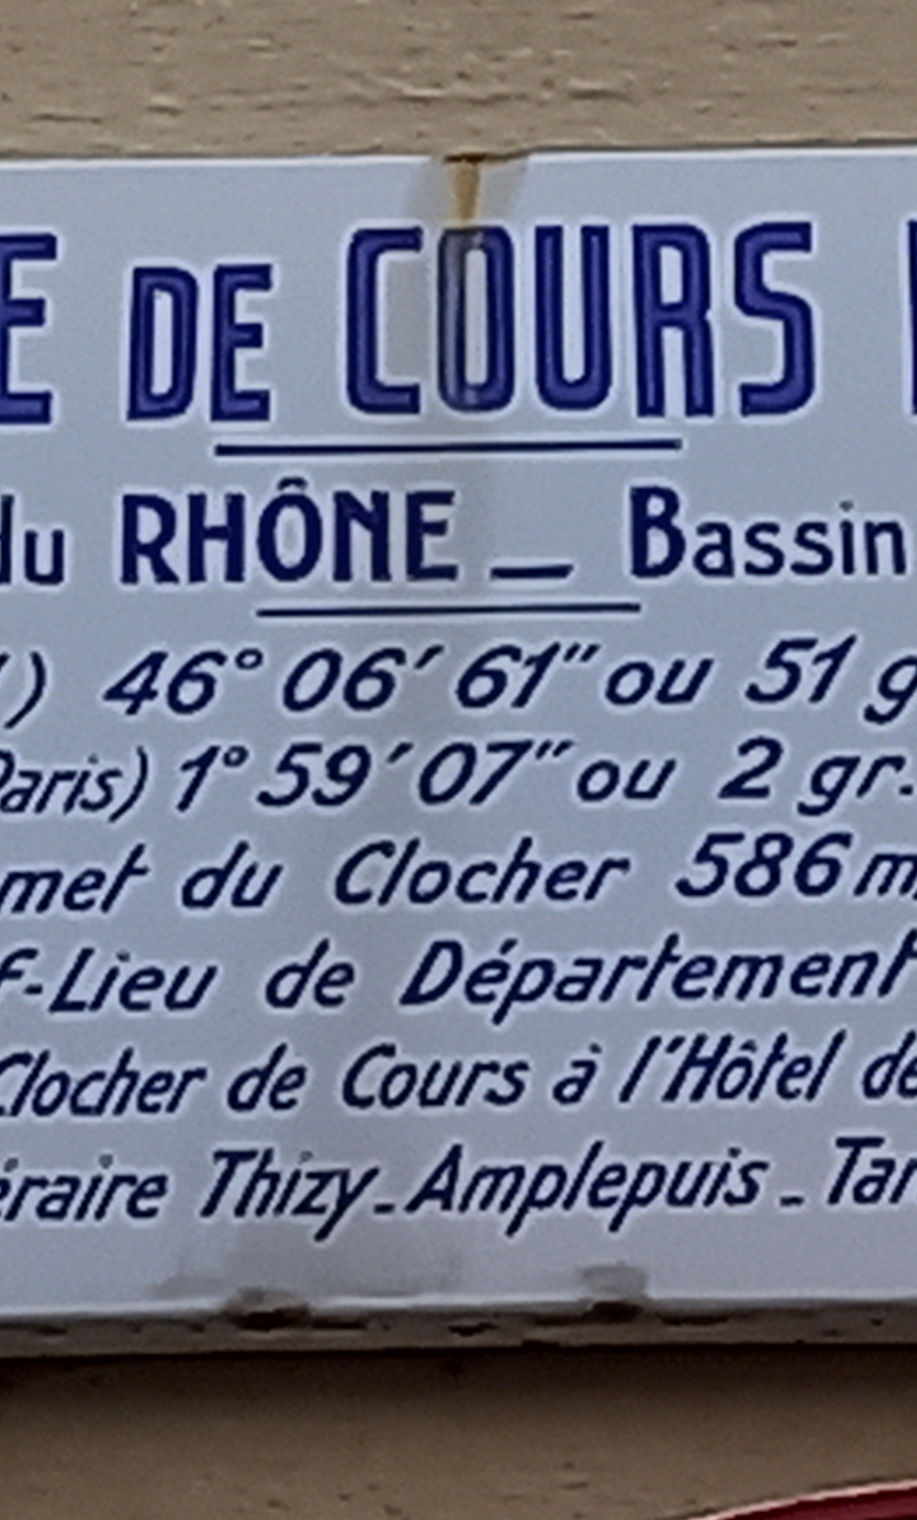 E DE COURS
du RHÔNE _ Bassin
) 46° 06′ 61″ ou 51 g
Paris) 1° 59′ 07″ ou 2 gr.
met du Clocher 586 m
f-Lieu de Département
Clocher de Cours à l'Hôtel de
éraire Thizy - Amplepuis - Tar